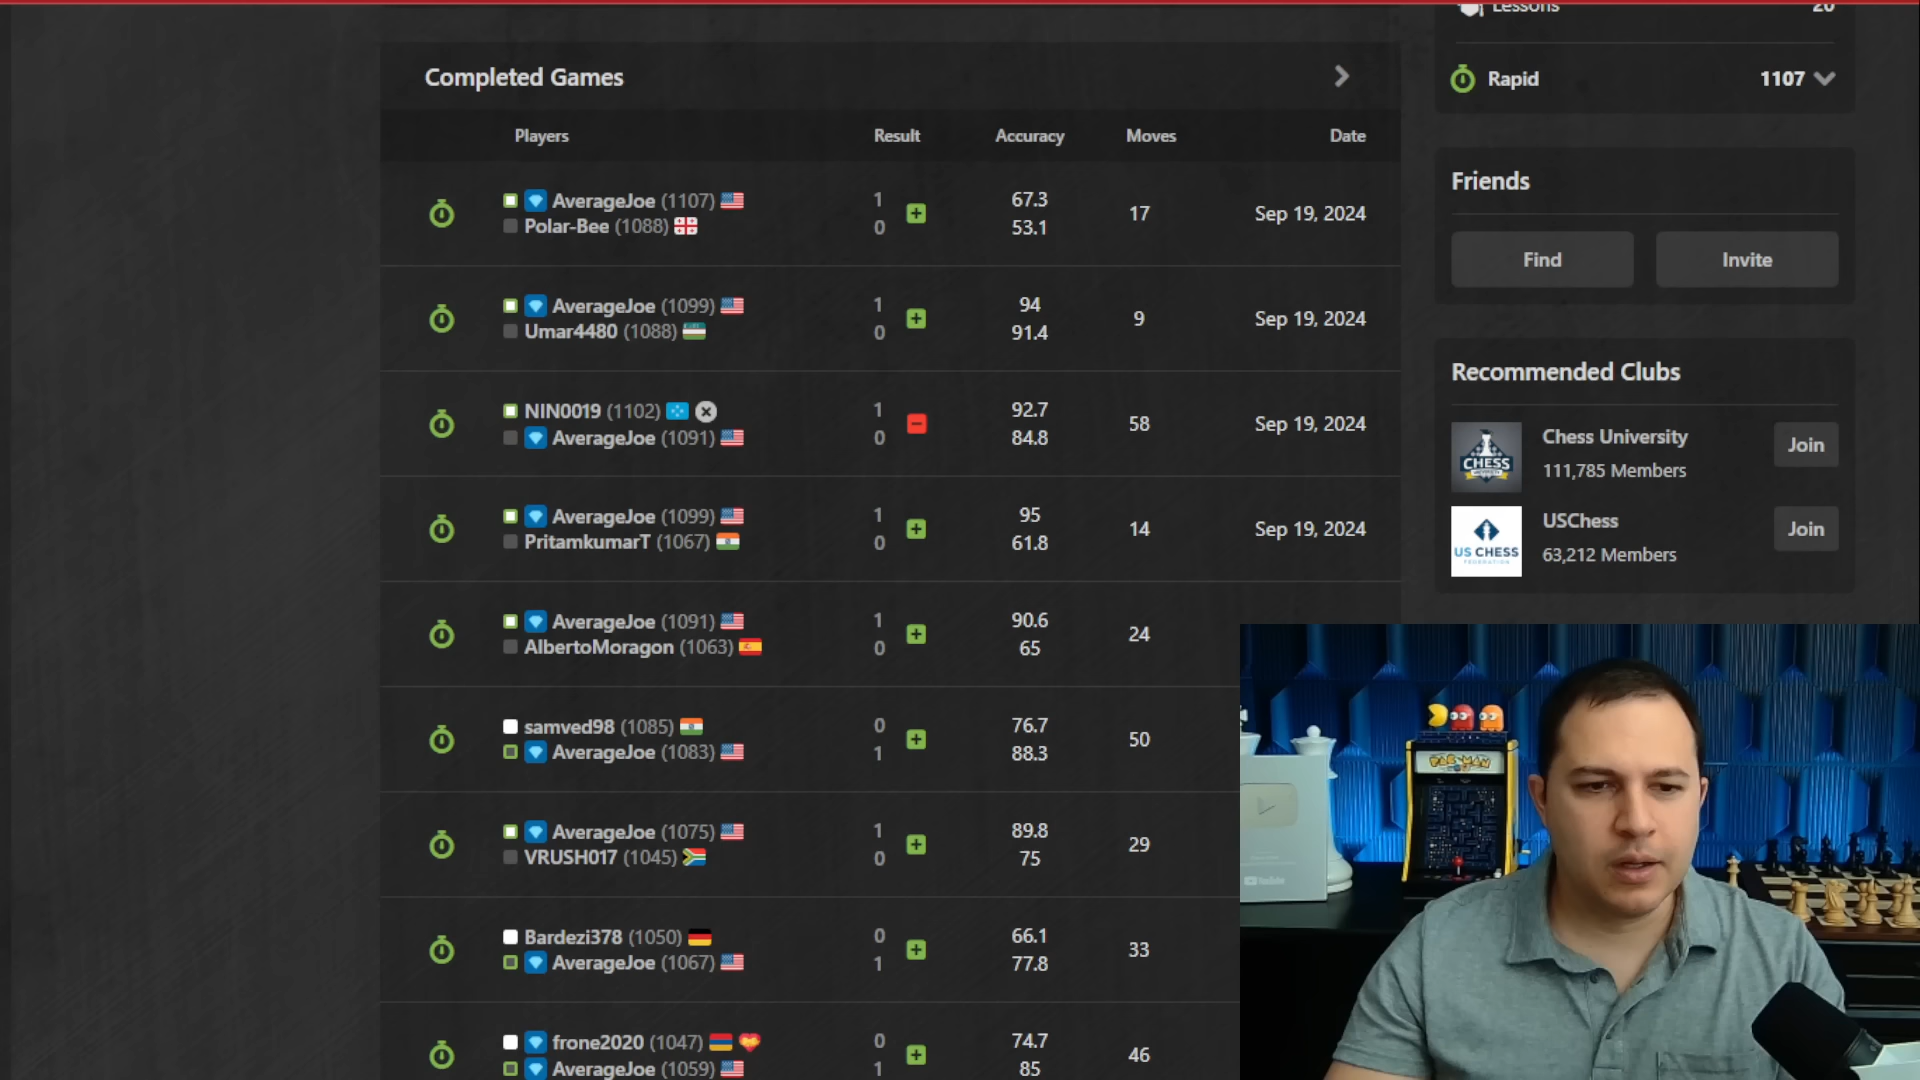 Lessons 20
Completed Games
Rapid 1107
Players Result Accuracy Moves Date
AverageJoe (1107) 1 67.3
Polar-Bee (1088) 0 53.1
17 Sep 19, 2024
AverageJoe (1099) 1 94
Umar4480 (1088) 0 91.4
9 Sep 19, 2024
NIN0019 (1102) 1 92.7
AverageJoe (1091) 0 84.8
58 Sep 19, 2024
AverageJoe (1099) 1 95
PritamkumarT (1067) 0 61.8
14 Sep 19, 2024
AverageJoe (1091) 1 90.6
AlbertoMoragon (1063) 0 65
24
samved98 (1085) 0 76.7
AverageJoe (1083) 1 88.3
50
AverageJoe (1075) 1 89.8
VRUSH017 (1045) 0 75
29
Bardezi378 (1050) 0 66.1
AverageJoe (1067) 1 77.8
33
frone2020 (1047) 0 74.7
AverageJoe (1059) 1 85
46
Friends
Find Invite
Recommended Clubs
CHESS
Chess University
111,785 Members
Join
US CHESS
FEDERATION
USChess
63,212 Members
Join
PAC-MAN
YouTube